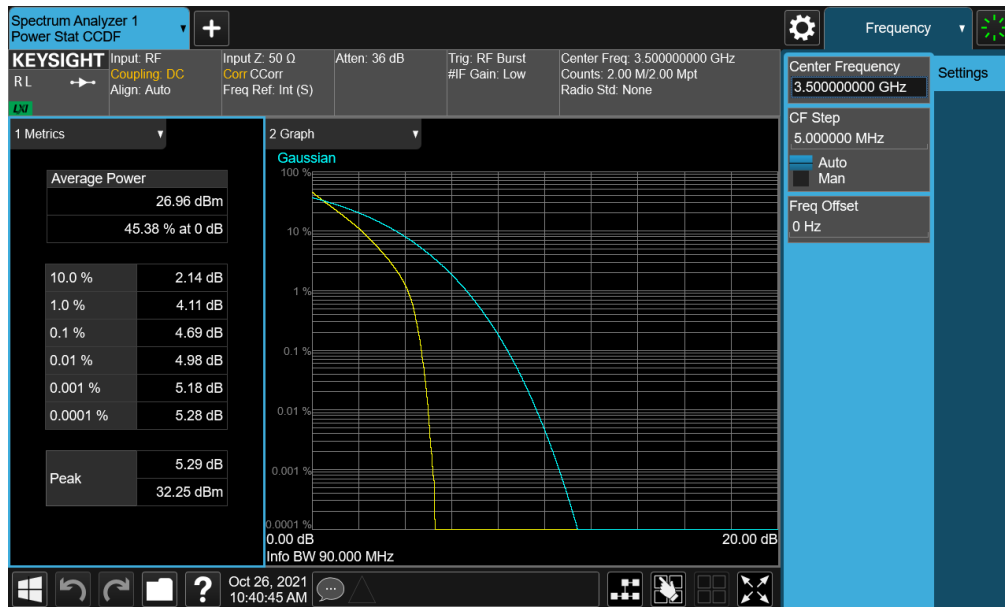 Spectrum Analyzer 1
Power Stat CCDF
+
Frequency
KEYSIGHT
RL
LXI
Input: RF
Coupling: DC
Align: Auto
Input Z: 50 Ω
Corr CCorr
Freq Ref: Int (S)
Atten: 36 dB
Trig: RF Burst
#IF Gain: Low
Center Freq: 3.500000000 GHz
Counts: 2.00 M/2.00 Mpt
Radio Std: None
Center Frequency
3.500000000 GHz
Settings
CF Step
5.000000 MHz
Auto
Man
Freq Offset
0 Hz
1 Metrics
Average Power
26.96 dBm
45.38 % at 0 dB
10.0 % 2.14 dB
1.0 % 4.11 dB
0.1 % 4.69 dB
0.01 % 4.98 dB
0.001 % 5.18 dB
0.0001 % 5.28 dB
Peak
5.29 dB
32.25 dBm
2 Graph
Gaussian
100 %
10 %
1 %
0.1 %
0.01 %
0.001 %
0.0001 %
0.00 dB 20.00 dB
Info BW 90.000 MHz
?
Oct 26, 2021
10:40:45 AM